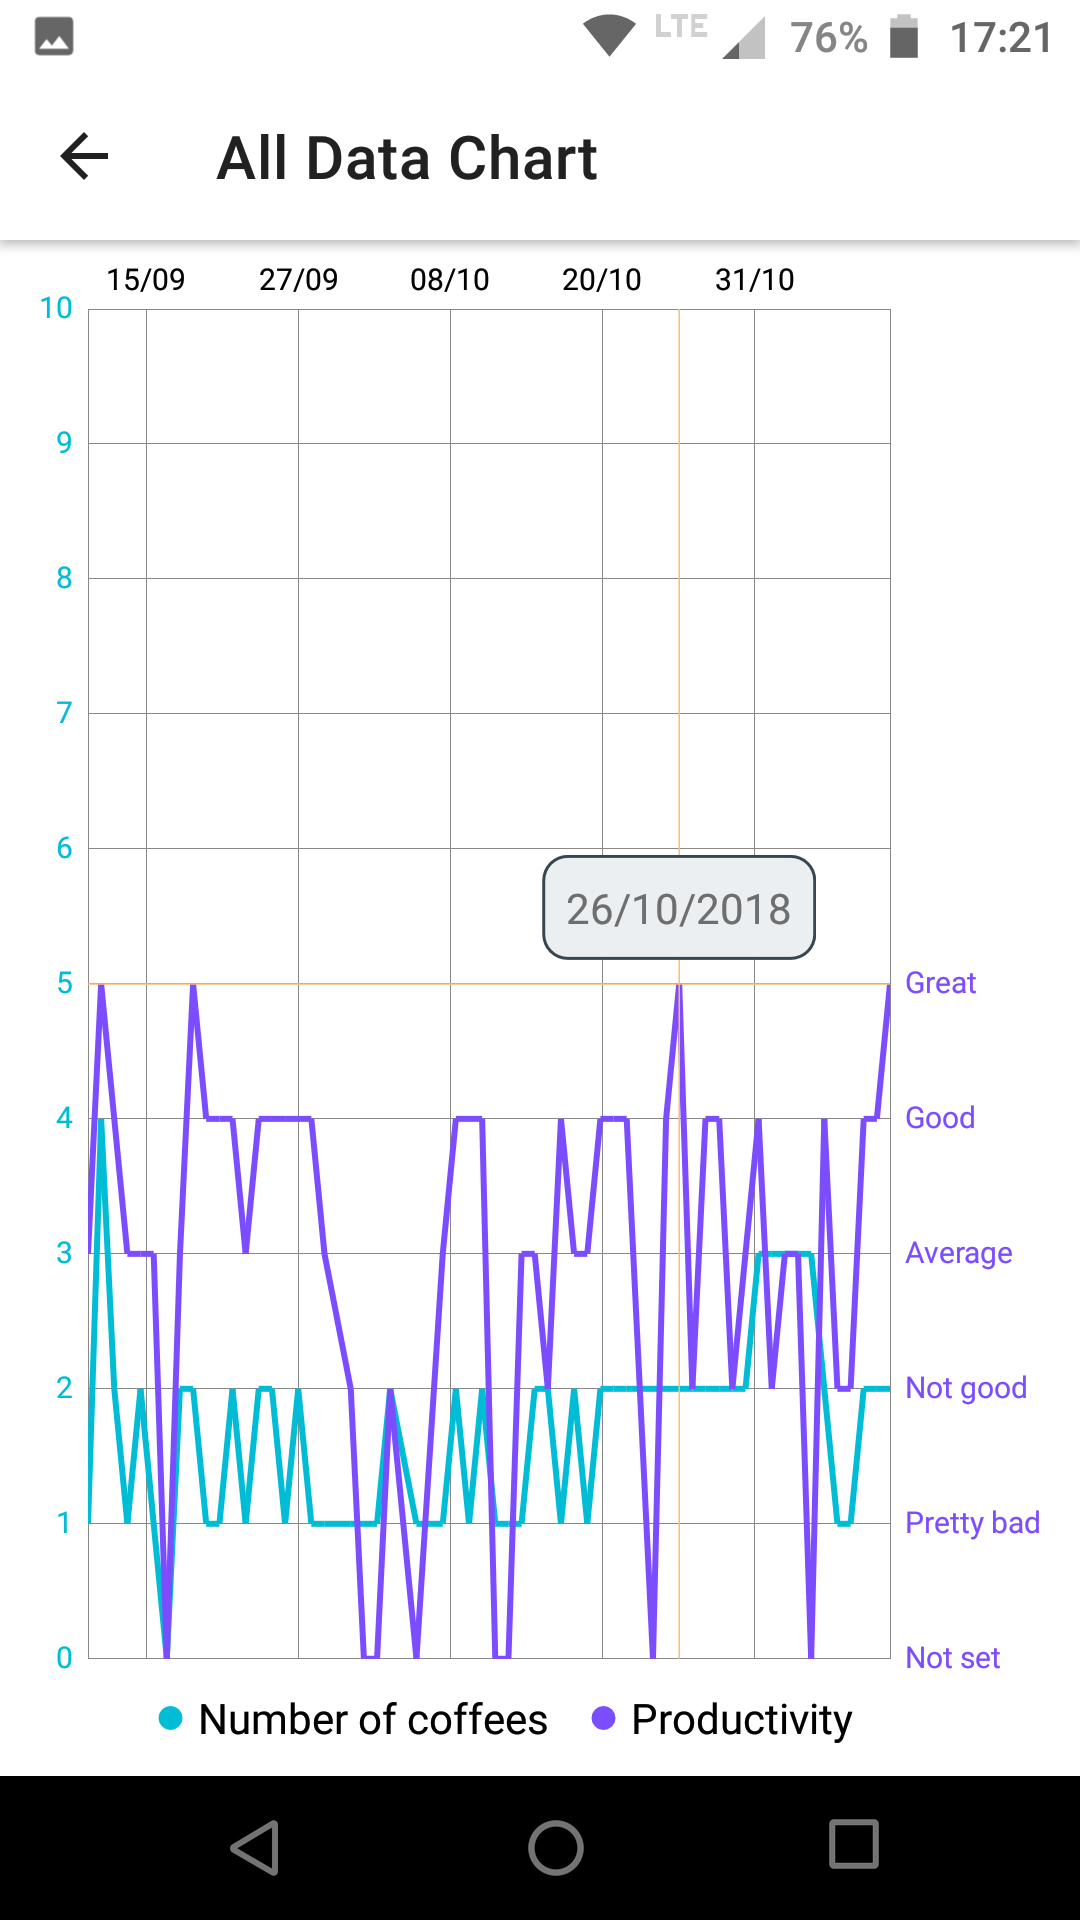 LTE 76% 17:21
All Data Chart
15/09 27/09 08/10 20/10 31/10
10
9
8
7
6
26/10/2018
5 Great
4 Good
3 Average
2 Not good
1 Pretty bad
0 Not set
Number of coffees Productivity